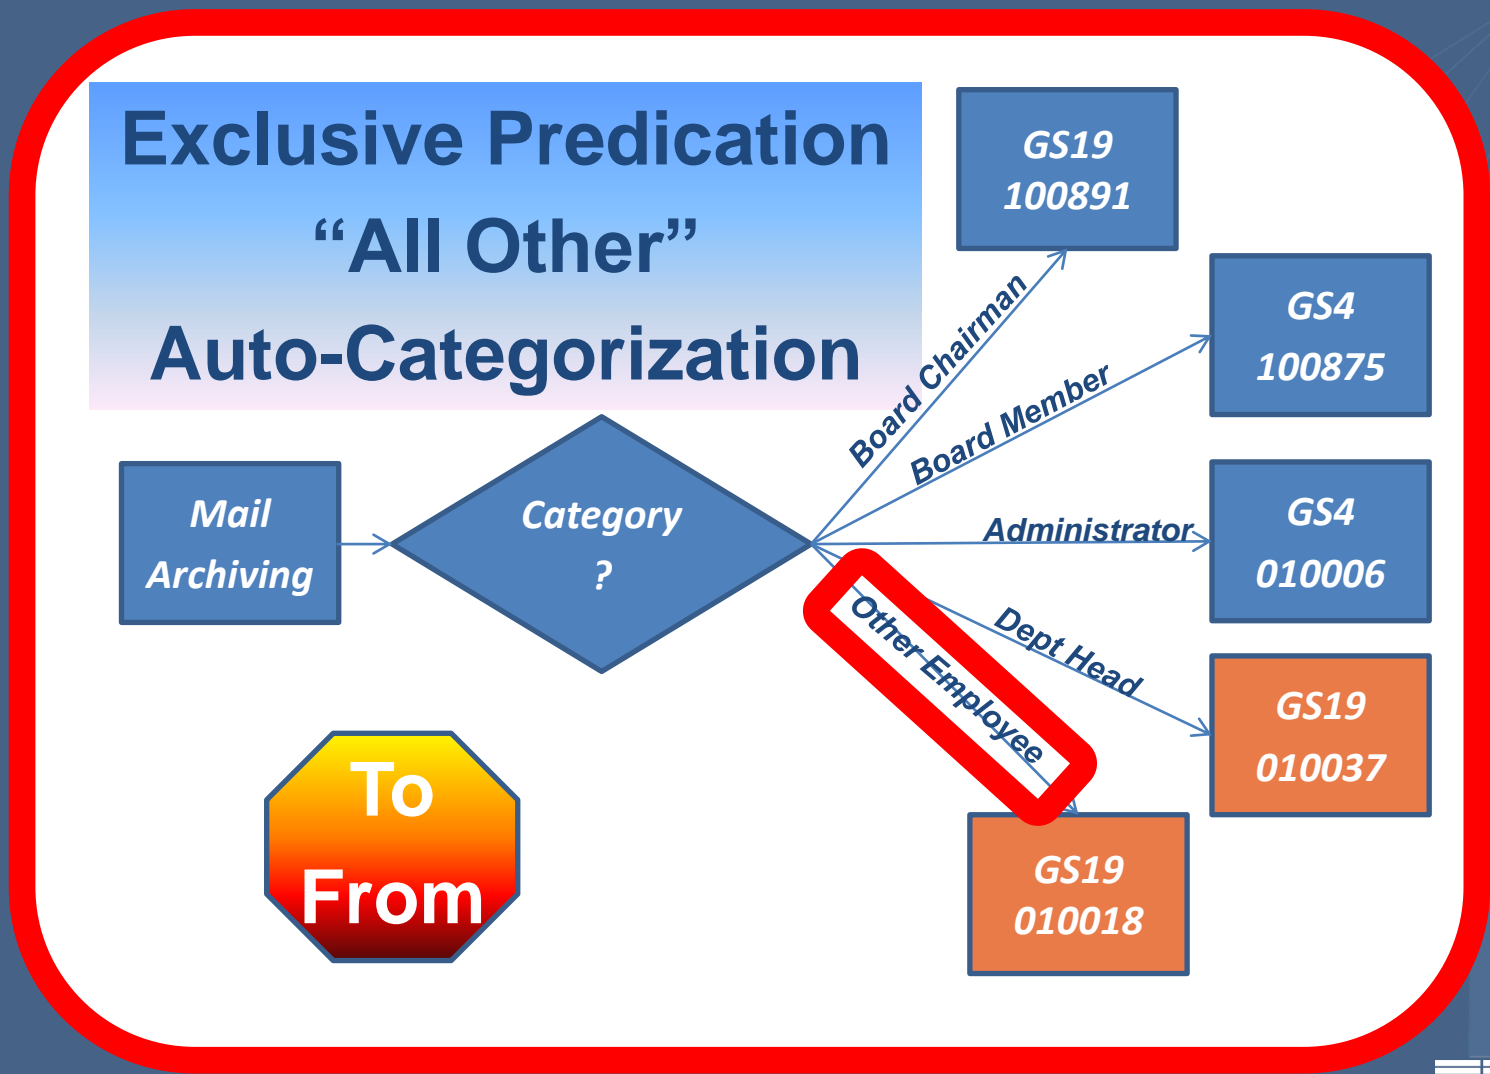 Exclusive Predication
“All Other”
Auto-Categorization
GS19
100891
GS4
100875
GS4
010006
GS19
010037
GS19
010018
Board Chairman
Board Member
Administrator
Dept Head
Other Employee
Mail
Archiving
Category
?
To
From